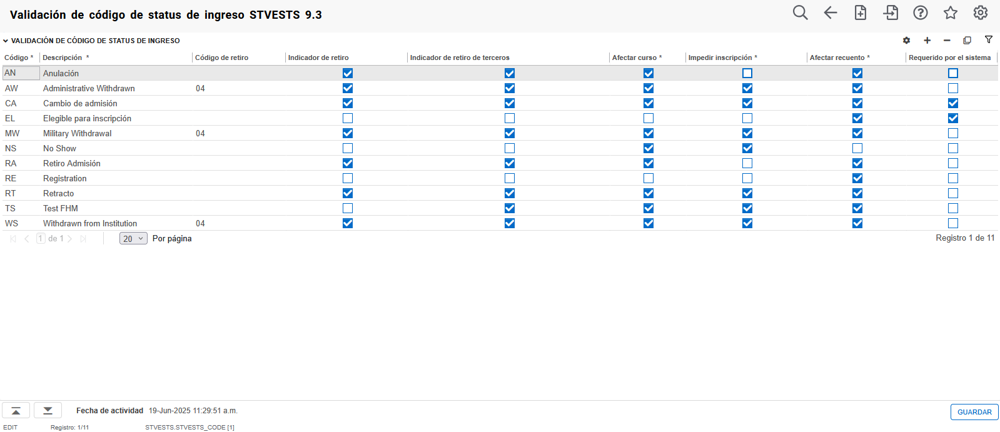 Validación de código de status de ingreso STVESTS 9.3
VALIDACIÓN DE CÓDIGO DE STATUS DE INGRESO
Código * Descripción * Código de retiro Indicador de retiro Indicador de retiro de terceros Afectar curso * Impedir inscripción * Afectar recuento * Requerido por el sistema
AN Anulación
AW Administrative Withdrawn 04
CA Cambio de admisión
EL Elegible para inscripción
MW Military Withdrawal 04
NS No Show
RA Retiro Admisión
RE Registration
RT Retracto
TS Test FHM
WS Withdrawn from Institution 04
1 de 1 20 Por página Registro 1 de 11
Fecha de actividad 19-Jun-2025 11:29:51 a.m. GUARDAR
EDIT Registro: 1/11 STVESTS.STVESTS_CODE [1]